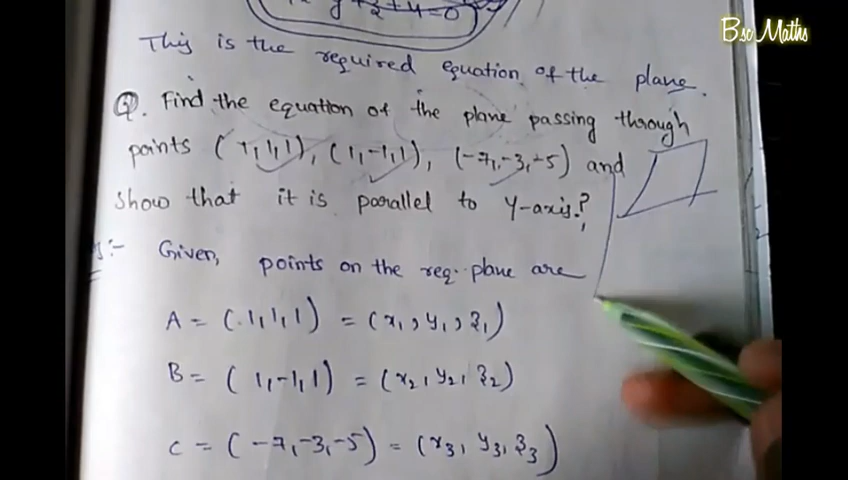 Bsc Maths
+4=0
This is the required equation of the plane.
Q. Find the equation of the plane passing through
points (1,1,1), (1,-1,1), (-7,-3,-5) and
show that it is parallel to Y-axis?
Given, points on the req. plane are
A = (1,1,1) = (x₁, y₁, z₁)
B = (1,-1,1) = (x₂, y₂, z₂)
C = (-7,-3,-5) = (x₃, y₃, z₃)